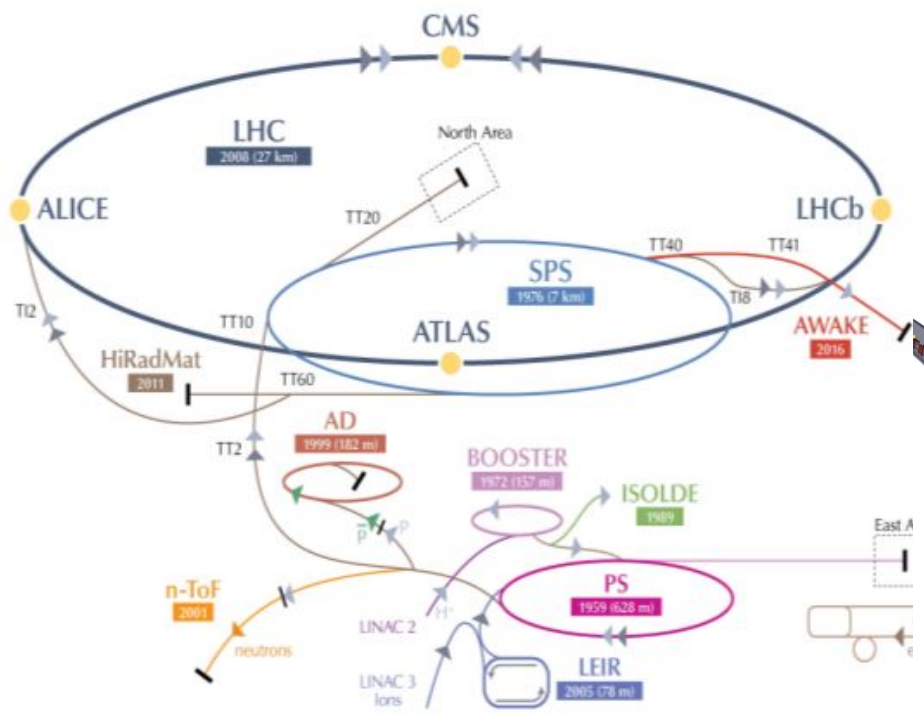 CMS
LHC
2008 (27 km)
North Area
ALICE
LHCb
TT20
TT40
TT41
SPS
1976 (7 km)
TI8
TI2
TT10
ATLAS
AWAKE
2016
HiRadMat
2011
TT60
AD
1999 (182 m)
TT2
BOOSTER
1972 (157 m)
ISOLDE
1989
p̅
p
East A
n-ToF
2001
PS
1959 (628 m)
H⁺
LINAC 2
neutrons
LEIR
2005 (78 m)
LINAC 3
Ions
e